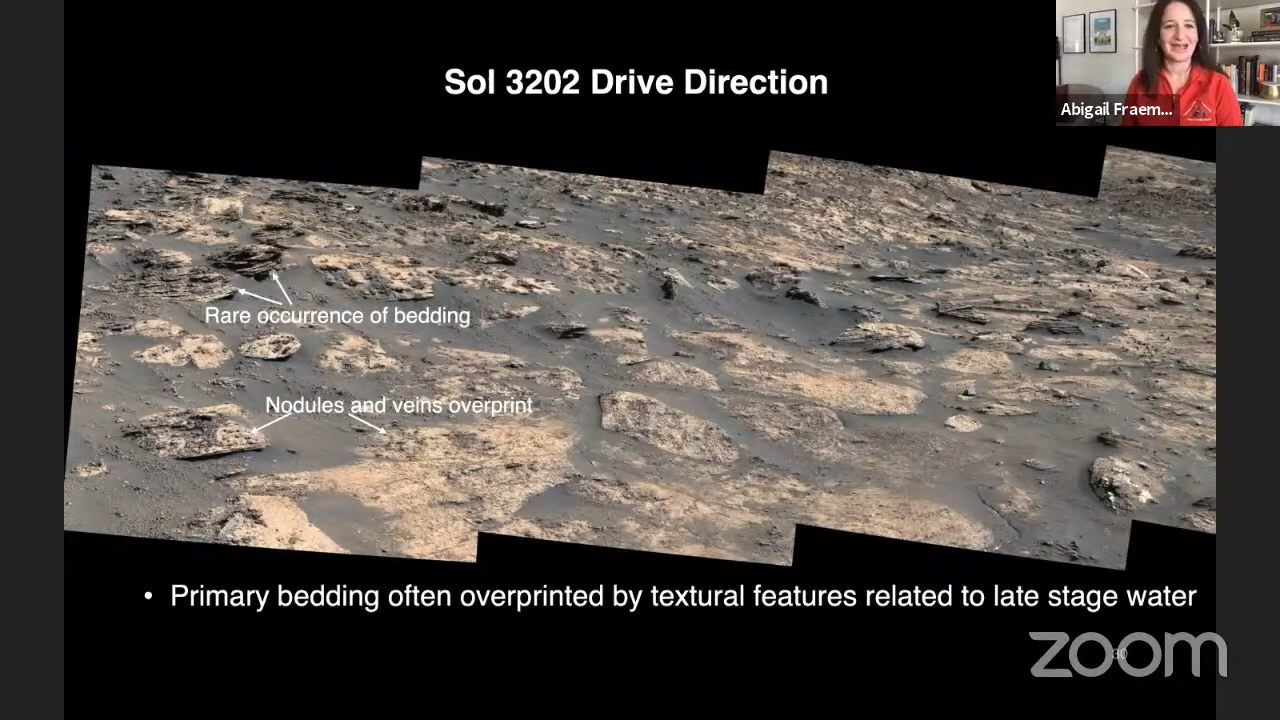 Sol 3202 Drive Direction
Abigail Fraem...
Rare occurrence of bedding
Nodules and veins overprint
• Primary bedding often overprinted by textural features related to late stage water
30
zoom